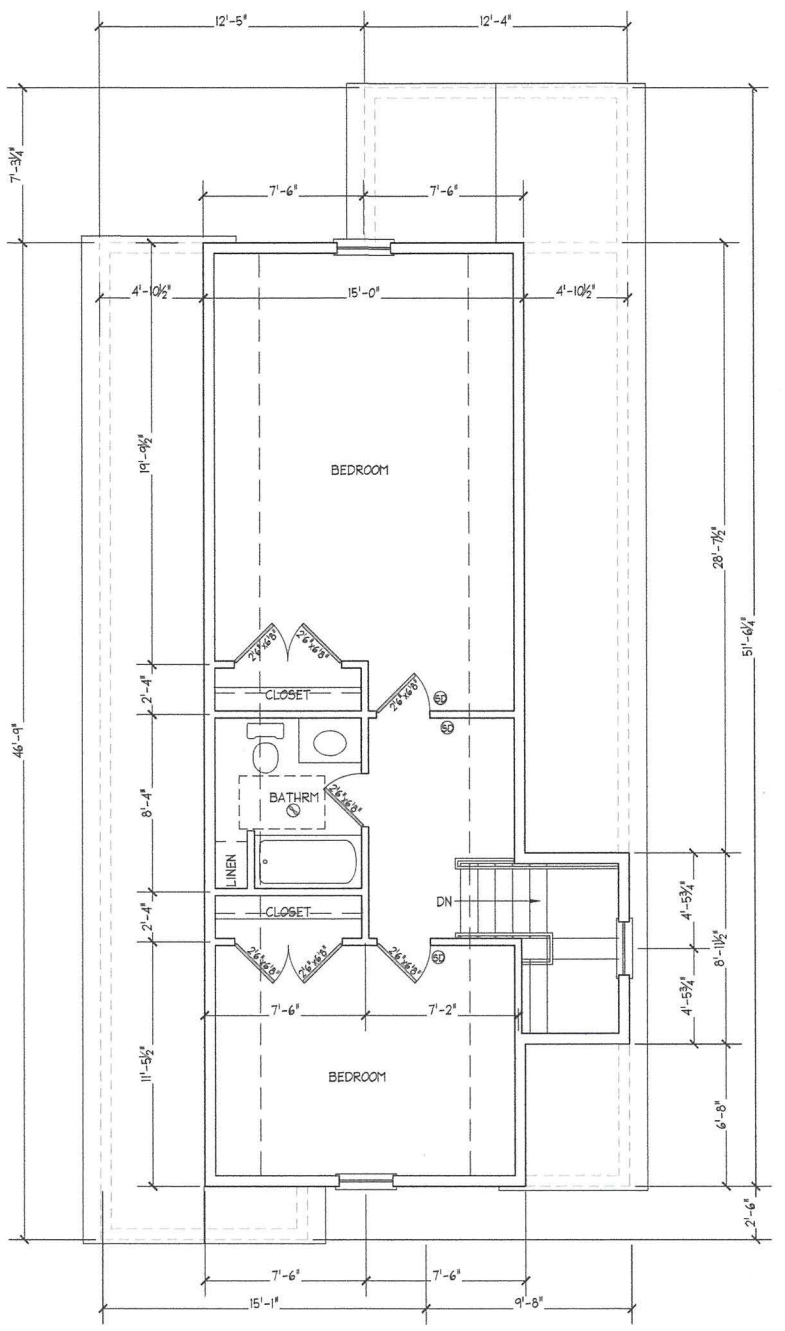 12'-5"
12'-4"
7'-3¼"
7'-6"
7'-6"
4'-10½"
15'-0"
4'-10½"
19'-9½"
BEDROOM
28'-7½"
51'-6¼"
2'6"x6'8"
2'6"x6'8"
2'-4"
CLOSET
2'6"x6'8"
SD
SD
46'-9"
8'-4"
BATHRM
2'6"x6'8"
LINEN
DN
4'-5¾"
2'-4"
CLOSET
8'-11½"
2'6"x6'8"
2'6"x6'8"
2'6"x6'8"
SD
4'-5¾"
7'-6"
7'-2"
11'-5½"
BEDROOM
6'-8"
2'-6"
7'-6"
7'-6"
15'-1"
9'-8"